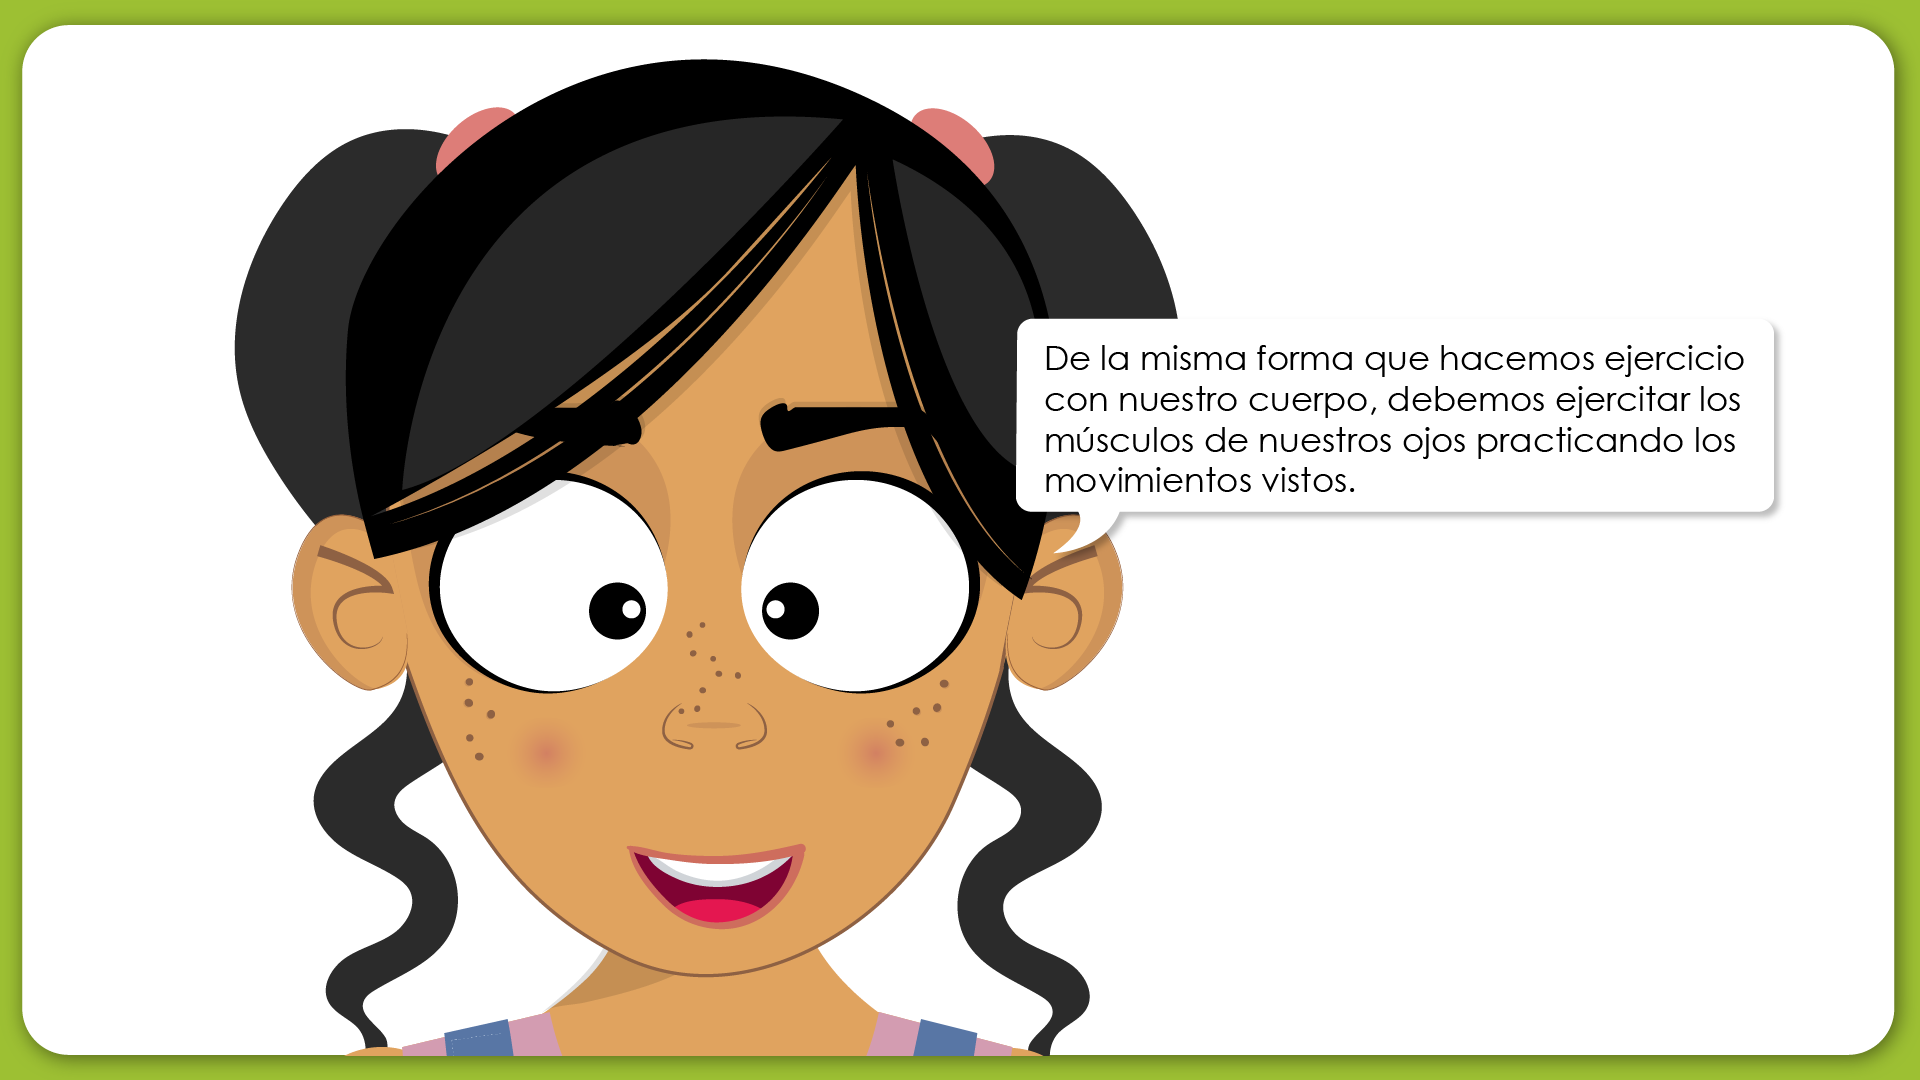 De la misma forma que hacemos ejercicio
con nuestro cuerpo, debemos ejercitar los
músculos de nuestros ojos practicando los
movimientos vistos.